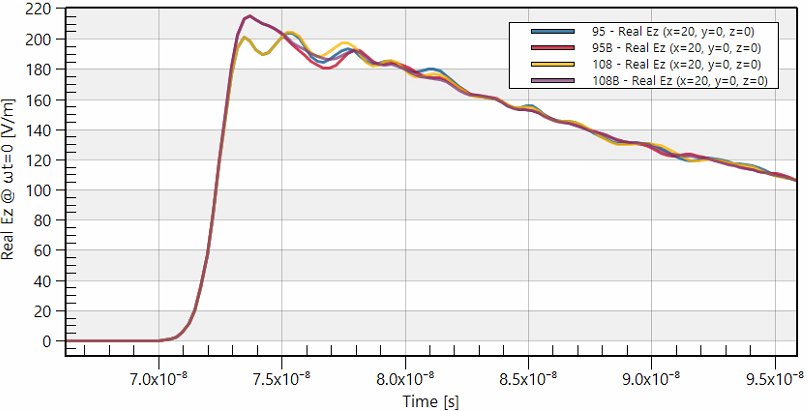 220
200
180
160
140
120
100
80
60
40
20
0
Real Ez @ ωt=0 [V/m]
95 - Real Ez (x=20, y=0, z=0)
95B - Real Ez (x=20, y=0, z=0)
108 - Real Ez (x=20, y=0, z=0)
108B - Real Ez (x=20, y=0, z=0)
7.0x10⁻⁸ 7.5x10⁻⁸ 8.0x10⁻⁸ 8.5x10⁻⁸ 9.0x10⁻⁸ 9.5x10⁻⁸
Time [s]